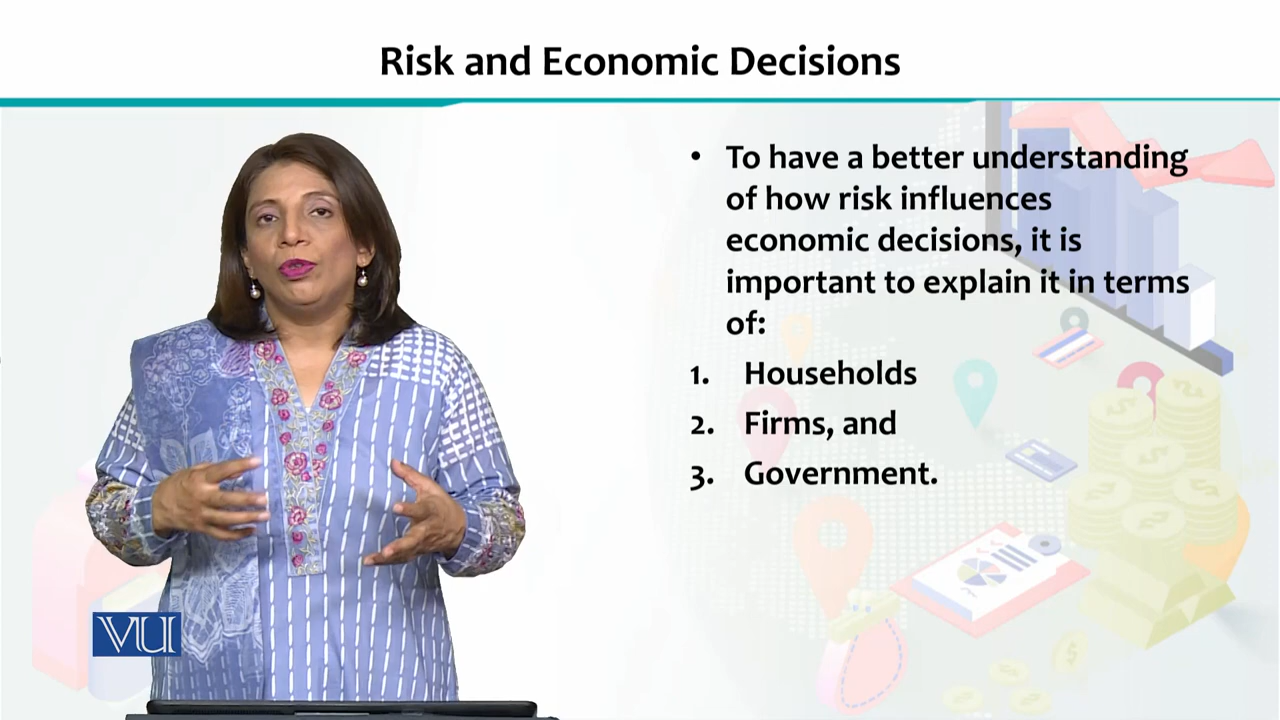 Risk and Economic Decisions
• To have a better understanding
of how risk influences
economic decisions, it is
important to explain it in terms
of:
1. Households
2. Firms, and
3. Government.
VU